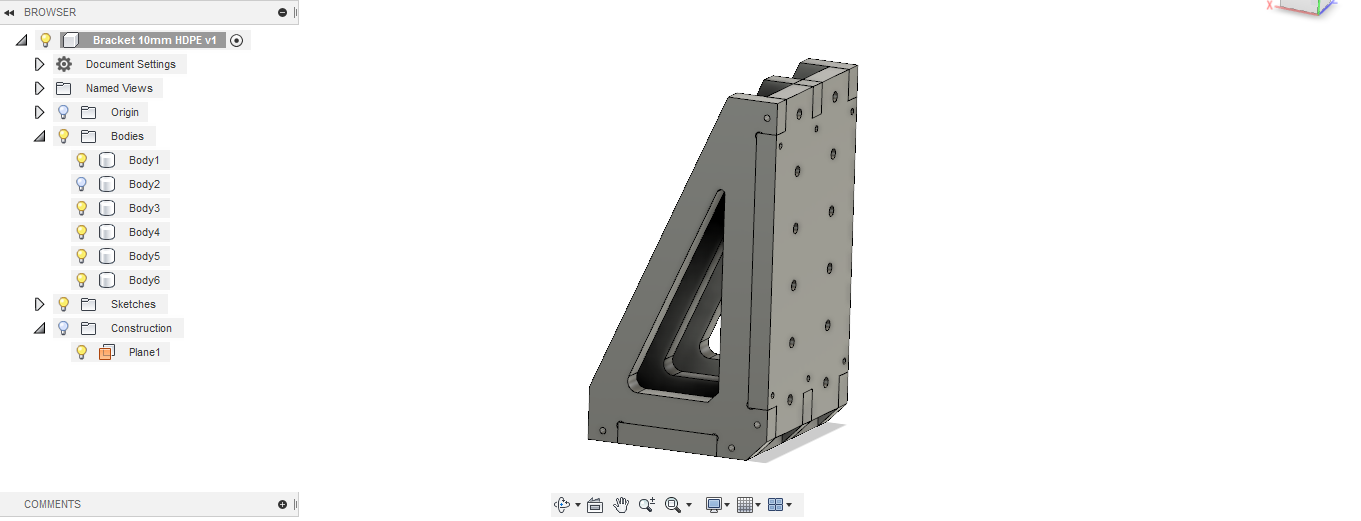 BROWSER
Bracket 10mm HDPE v1
Document Settings
Named Views
Origin
Bodies
Body1
Body2
Body3
Body4
Body5
Body6
Sketches
Construction
Plane1
COMMENTS
X